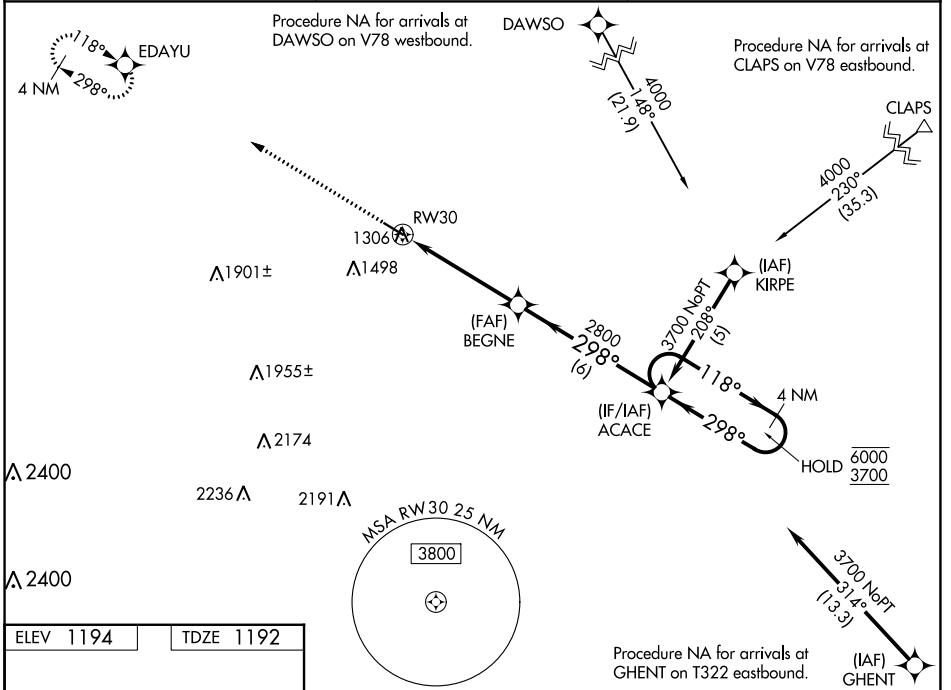 Procedure NA for arrivals at
DAWSO on V78 westbound.
DAWSO
Procedure NA for arrivals at
CLAPS on V78 eastbound.
118°
EDAYU
4 NM
298°
4000
148°
(21.9)
CLAPS
4000
230°
(35.3)
RW30
1306
1498
1901±
(IAF)
KIRPE
3700 NoPT
208°
(5)
(FAF)
BEGNE
2800
298°
(6)
118°
4 NM
(IF/IAF)
ACACE
298°
HOLD
6000
3700
1955±
2174
2400
2236
2191
MSA RW30 25 NM
3800
2400
3700 NoPT
314°
(13.3)
ELEV 1194
TDZE 1192
Procedure NA for arrivals at
GHENT on T322 eastbound.
(IAF)
GHENT